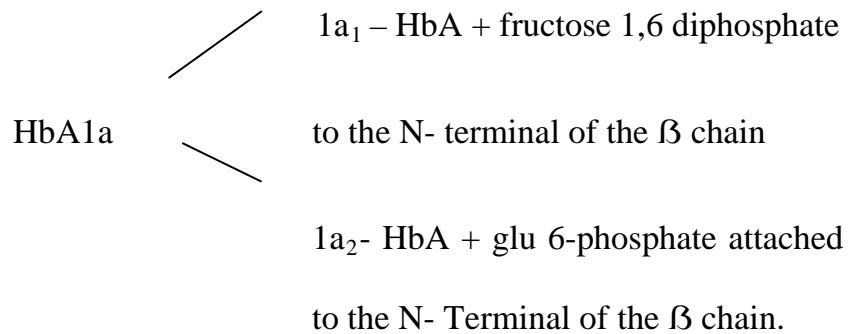 1a₁ – HbA + fructose 1,6 diphosphate
HbA1a to the N- terminal of the ß chain
1a₂- HbA + glu 6-phosphate attached
to the N- Terminal of the ß chain.